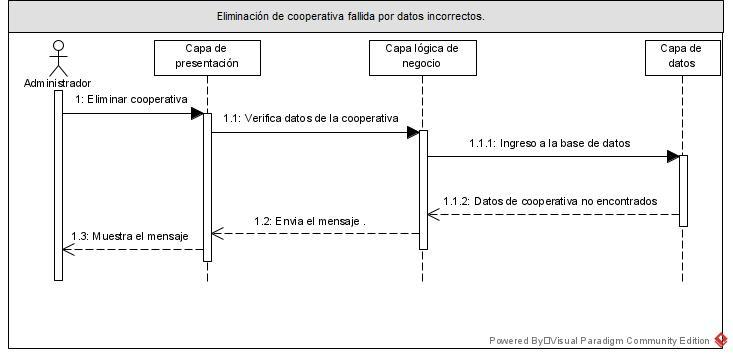 Eliminación de cooperativa fallida por datos incorrectos.
Capa de
presentación
Capa lógica de
negocio
Capa de
datos
Administrador
1: Eliminar cooperativa
1.1: Verifica datos de la cooperativa
1.1.1: Ingreso a la base de datos
1.1.2: Datos de cooperativa no encontrados
1.2: Envia el mensaje .
1.3: Muestra el mensaje
Powered By□Visual Paradigm Community Edition